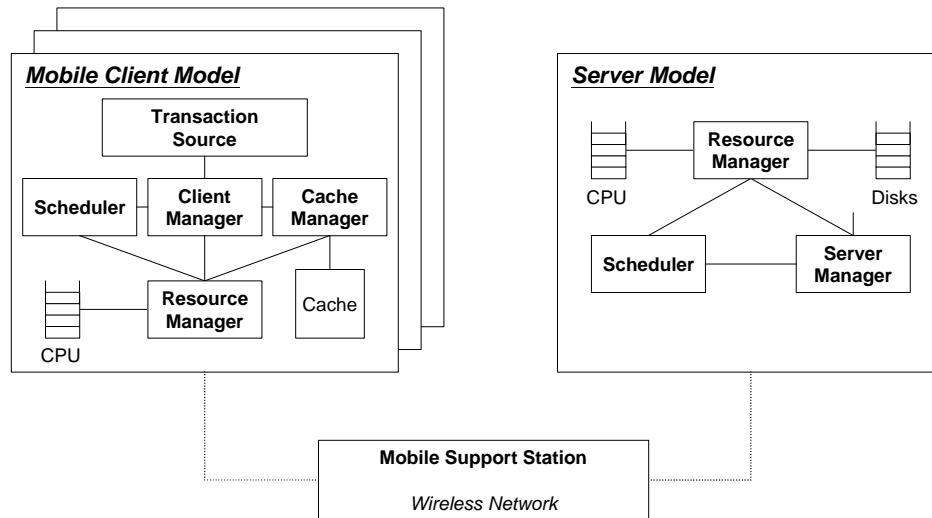 Mobile Client Model
Transaction
Source
Scheduler
Client
Manager
Cache
Manager
Resource
Manager
Cache
CPU
Server Model
Resource
Manager
CPU
Disks
Scheduler
Server
Manager
Mobile Support Station
Wireless Network